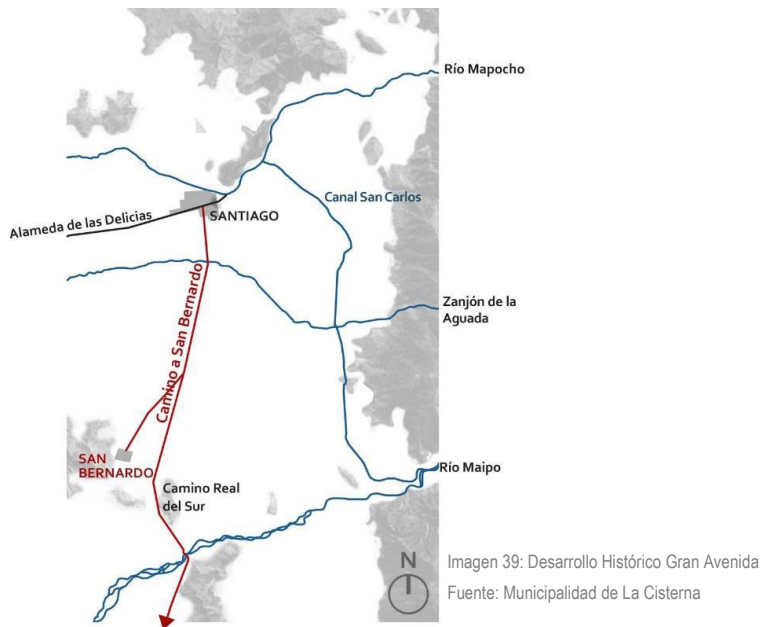 Río Mapocho
Canal San Carlos
Alameda de las Delicias
SANTIAGO
Camino a San Bernardo
Zanjón de la
Aguada
SAN
BERNARDO
Camino Real
del Sur
Río Maipo
N
Imagen 39: Desarrollo Histórico Gran Avenida
Fuente: Municipalidad de La Cisterna